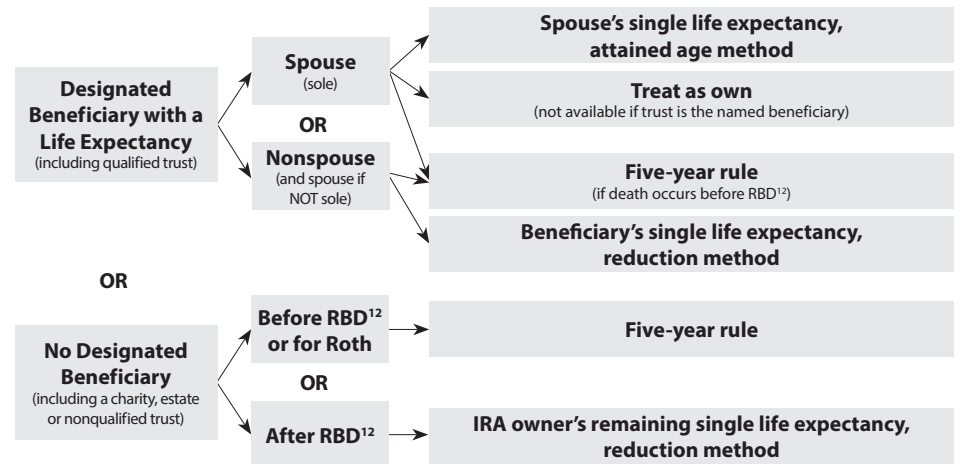 Designated
Beneficiary with a
Life Expectancy
(including qualified trust)
Spouse
(sole)
OR
Nonspouse
(and spouse if
NOT sole)
Spouse's single life expectancy,
attained age method
Treat as own
(not available if trust is the named beneficiary)
Five-year rule
(if death occurs before RBD¹²)
Beneficiary's single life expectancy,
reduction method
OR
No Designated
Beneficiary
(including a charity, estate
or nonqualified trust)
Before RBD¹²
or for Roth
OR
After RBD¹²
Five-year rule
IRA owner's remaining single life expectancy,
reduction method